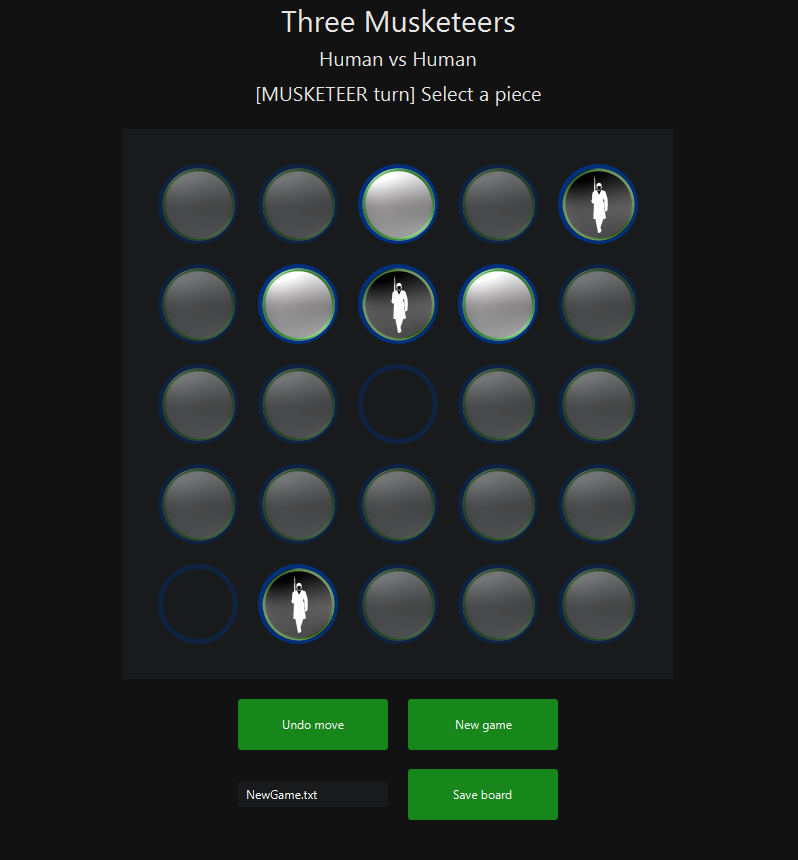 Three Musketeers
Human vs Human
[MUSKETEER turn] Select a piece
Undo move
New game
NewGame.txt
Save board